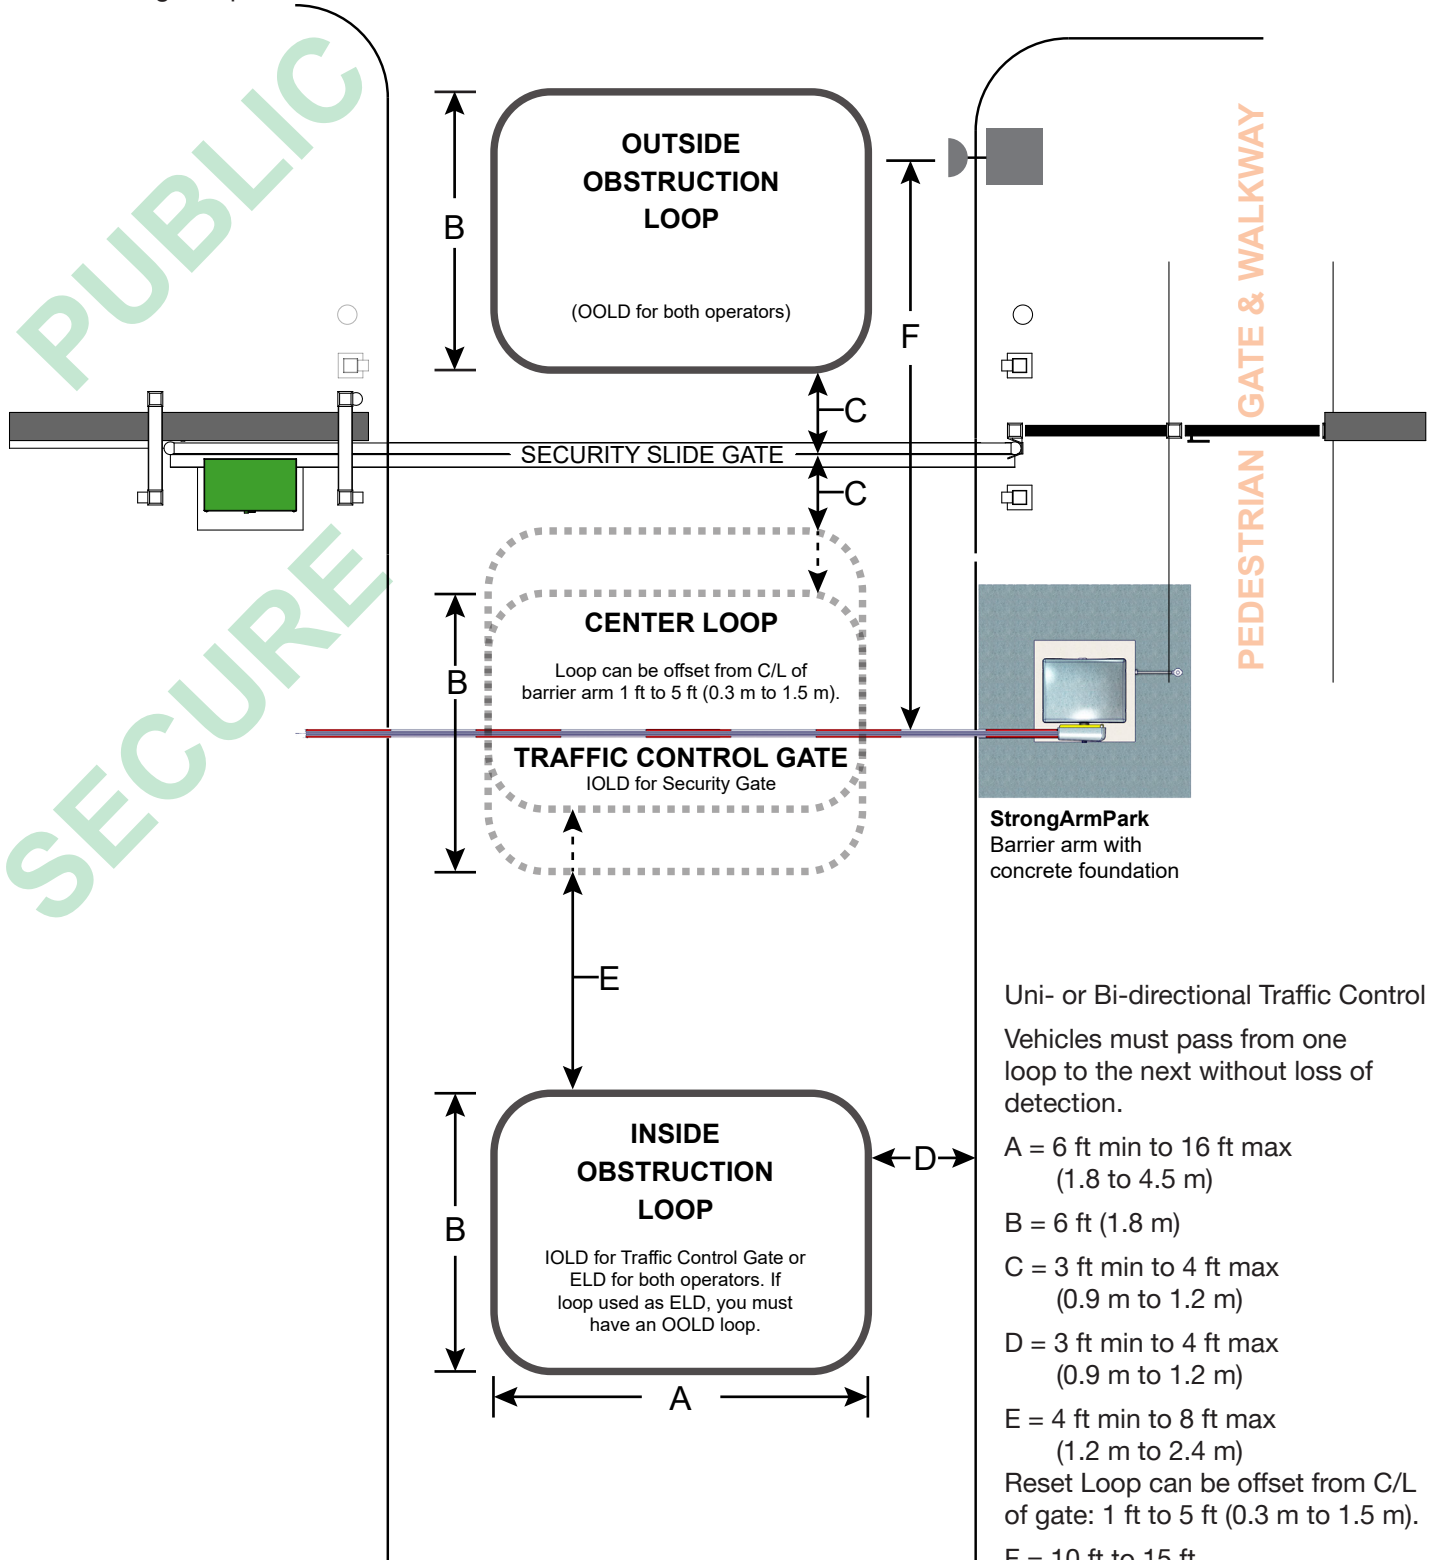 PUBLIC
OUTSIDE
OBSTRUCTION
LOOP
B
(OOLD for both operators)
F
PEDESTRIAN GATE & WALKWAY
C
SECURITY SLIDE GATE
C
SECURE
CENTER LOOP
Loop can be offset from C/L of
barrier arm 1 ft to 5 ft (0.3 m to 1.5 m).
B
TRAFFIC CONTROL GATE
IOLD for Security Gate
StrongArmPark
Barrier arm with
concrete foundation
E
INSIDE
OBSTRUCTION
LOOP
D
B
IOLD for Traffic Control Gate or
ELD for both operators. If
loop used as ELD, you must
have an OOLD loop.
A
Uni- or Bi-directional Traffic Control
Vehicles must pass from one
loop to the next without loss of
detection.
A = 6 ft min to 16 ft max
(1.8 to 4.5 m)
B = 6 ft (1.8 m)
C = 3 ft min to 4 ft max
(0.9 m to 1.2 m)
D = 3 ft min to 4 ft max
(0.9 m to 1.2 m)
E = 4 ft min to 8 ft max
(1.2 m to 2.4 m)
Reset Loop can be offset from C/L
of gate: 1 ft to 5 ft (0.3 m to 1.5 m).
F = 10 ft to 15 ft